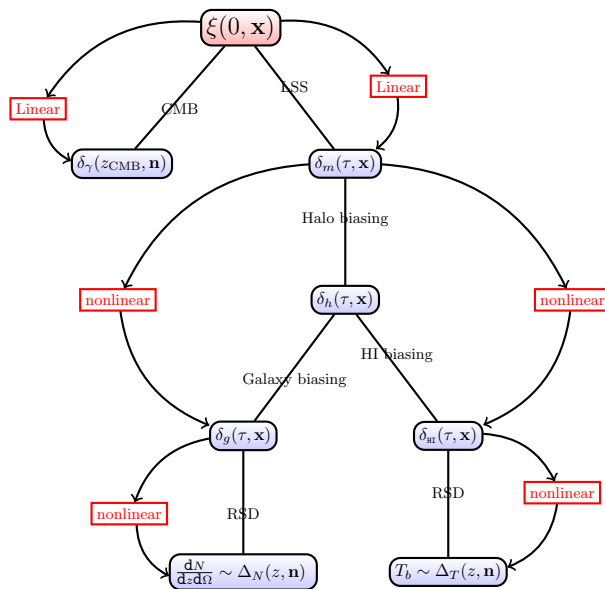 ξ(0, x)
Linear
Linear
CMB
LSS
δγ(zCMB, n)
δm(τ, x)
Halo biasing
nonlinear
δh(τ, x)
nonlinear
Galaxy biasing
HI biasing
δg(τ, x)
δHI(τ, x)
nonlinear
RSD
RSD
nonlinear
dN/dzdΩ ∼ ΔN(z, n)
Tb ∼ ΔT(z, n)